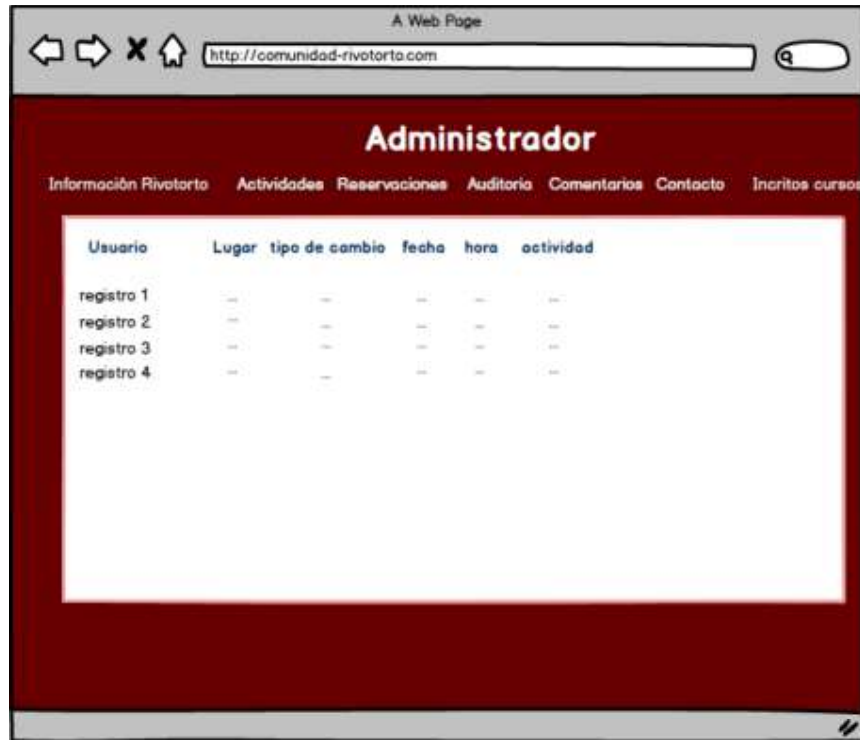 A Web Page
http://comunidad-rivotorto.com
Administrador
Información Rivotorto Actividades Reservaciones Auditoria Comentarios Contacto Incritos cursos
Usuario Lugar tipo de cambio fecha hora actividad
registro 1 -- -- -- -- --
registro 2 -- -- -- -- --
registro 3 -- -- -- -- --
registro 4 -- -- -- -- --